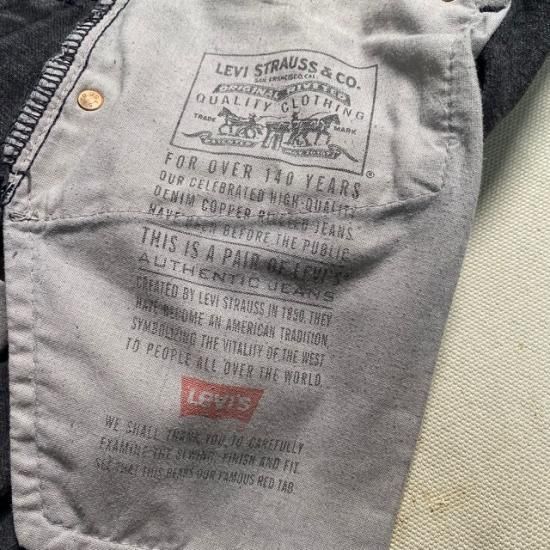 LEVI STRAUSS & CO.
SAN FRANCISCO, CAL.
ORIGINAL RIVETED
QUALITY CLOTHING
TRADE MARK
®
FOR OVER 140 YEARS
OUR CELEBRATED HIGH-QUALITY
DENIM COPPER RIVETED JEANS
HAVE BEEN BEFORE THE PUBLIC.
THIS IS A PAIR OF LEVI'S
AUTHENTIC JEANS
CREATED BY LEVI STRAUSS IN 1850, THEY
HAVE BECOME AN AMERICAN TRADITION,
SYMBOLIZING THE VITALITY OF THE WEST
TO PEOPLE ALL OVER THE WORLD.
LEVI'S
WE SHALL THANK YOU TO CAREFULLY
EXAMINE THE SEWING, FINISH AND FIT.
SEE THAT THIS BEARS OUR FAMOUS RED TAB.